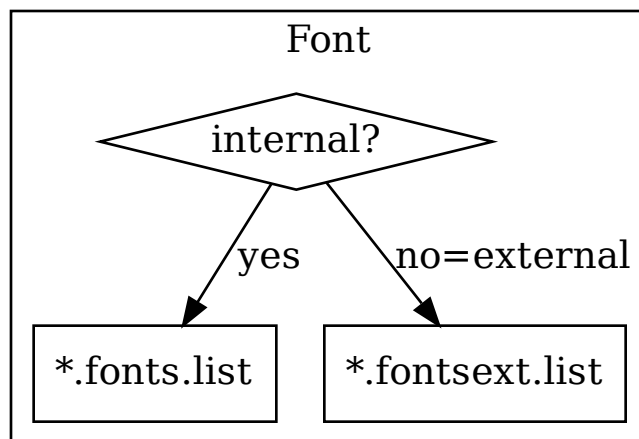 Font
internal?
yes
no=external
*.fonts.list
*.fontsext.list